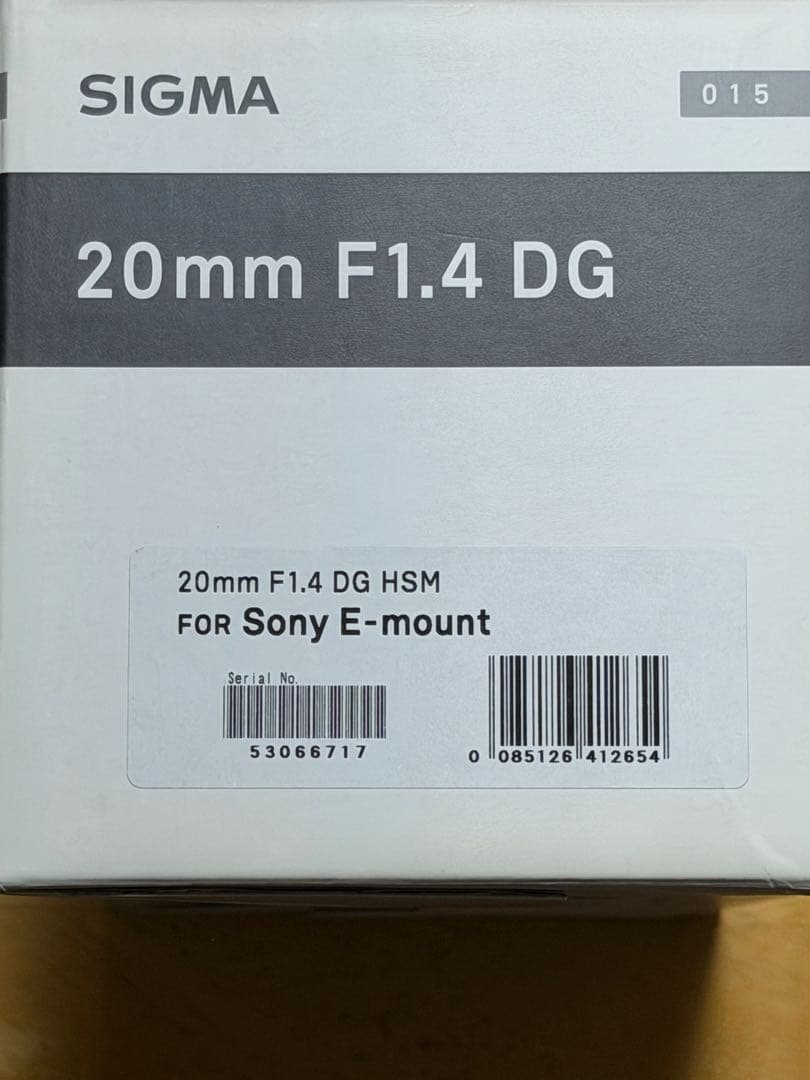 SIGMA
015
20mm F1.4 DG
20mm F1.4 DG HSM
FOR Sony E-mount
Serial No.
53066717
0 085126 412654